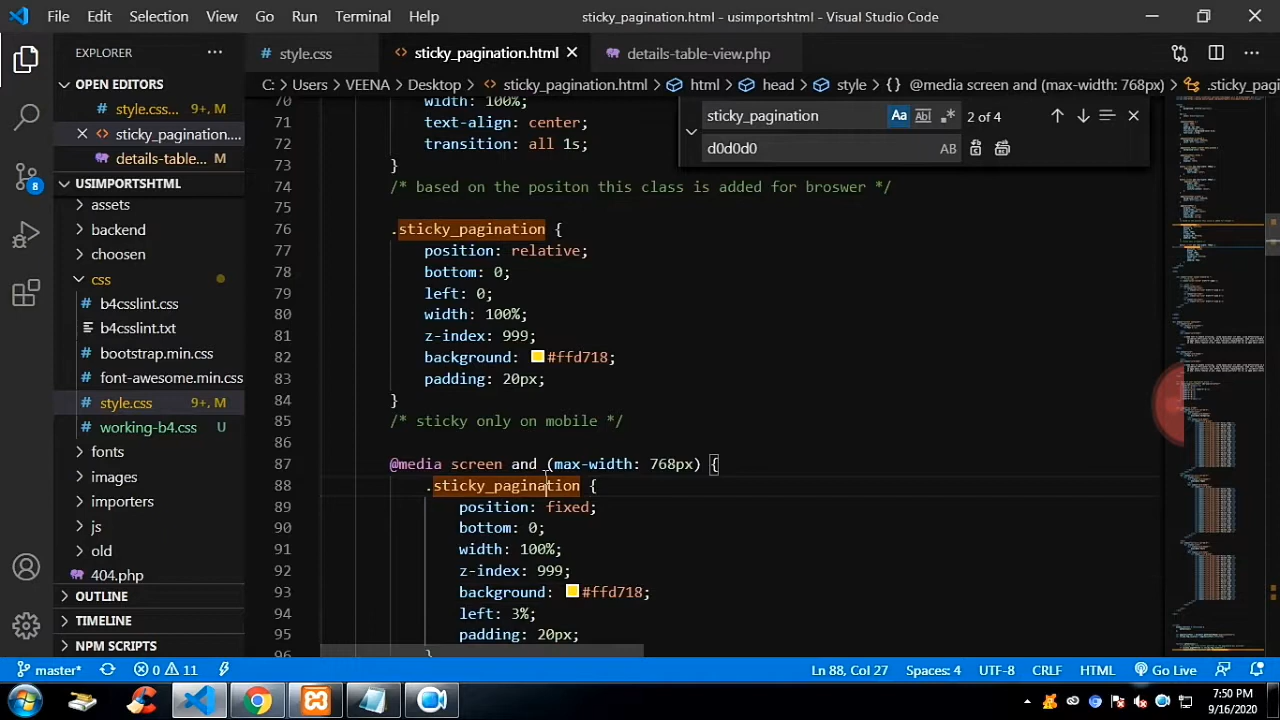 File Edit Selection View Go Run Terminal Help sticky_pagination.html - usimportshtml - Visual Studio Code
EXPLORER ···
style.css
sticky_pagination.html
details-table-view.php
C: > Users > VEENA > Desktop > sticky_pagination.html > html > head > style > {} @media screen and (max-width: 768px) > .sticky_pagin
OPEN EDITORS
style.css... 9+, M
sticky_pagination....
details-table... M
USIMPORTSHTML
assets
backend
choosen
css
b4csslint.css
b4csslint.txt
bootstrap.min.css
font-awesome.min.css
style.css 9+, M
working-b4.css U
fonts
images
importers
js
old
404.php
OUTLINE
TIMELINE
NPM SCRIPTS
8
sticky_pagination Aa 2 of 4
d0d0d0 AB
70 width: 100%;
71 text-align: center;
72 transition: all 1s;
73 }
74 /* based on the positon this class is added for broswer */
75
76 .sticky_pagination {
77 position: relative;
78 bottom: 0;
79 left: 0;
80 width: 100%;
81 z-index: 999;
82 background: #ffd718;
83 padding: 20px;
84 }
85 /* sticky on mobile */
86
87 @media screen and (max-width: 768px) {
88 .sticky_pagination {
89 position: fixed;
90 bottom: 0;
91 width: 100%;
92 z-index: 999;
93 background: #ffd718;
94 left: 3%;
95 padding: 20px;
96 }
master* 0 11 Ln 88, Col 27 Spaces: 4 UTF-8 CRLF HTML Go Live
7:50 PM
9/16/2020